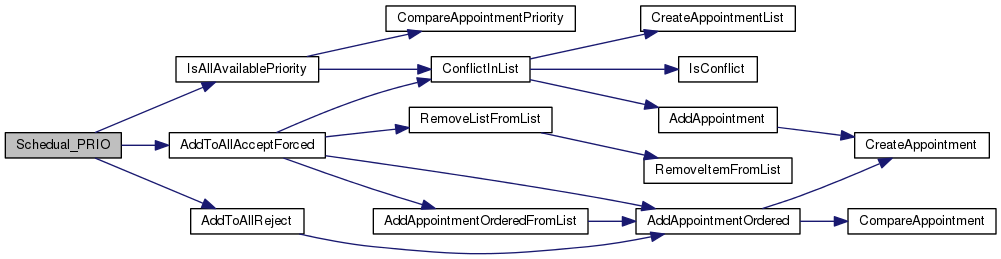 CompareAppointmentPriority
CreateAppointmentList
IsAllAvailablePriority
ConflictInList
IsConflict
RemoveListFromList
AddAppointment
Schedual_PRIO
AddToAllAcceptForced
CreateAppointment
RemoveItemFromList
AddToAllReject
AddAppointmentOrderedFromList
AddAppointmentOrdered
CompareAppointment